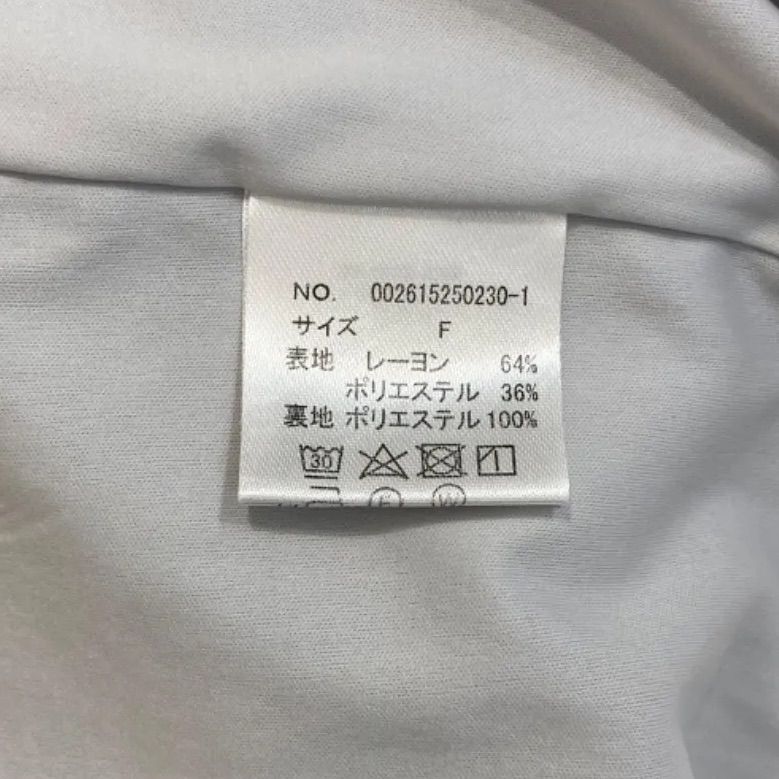 NO. 002615250230-1
サイズ F
表地 レーヨン 64%
ポリエステル 36%
裏地 ポリエステル 100%
30
F W